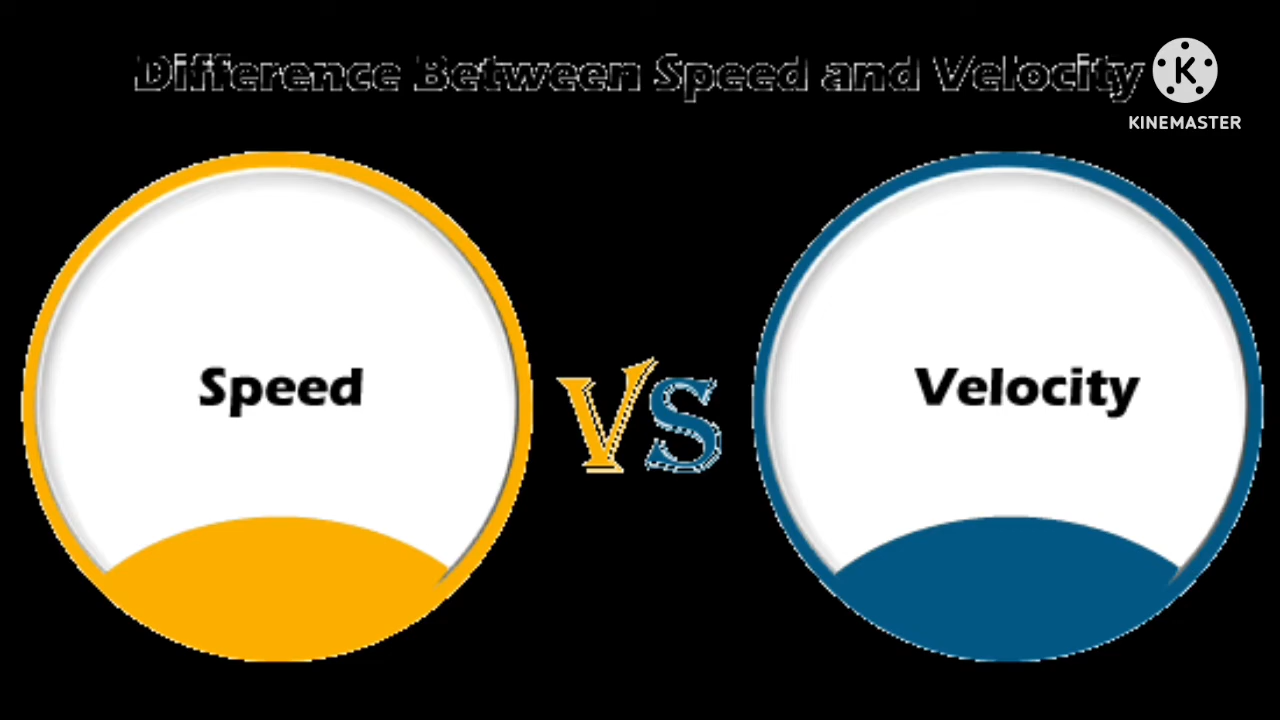 Difference Between Speed and Velocity
K
KINEMASTER
Speed
VS
Velocity